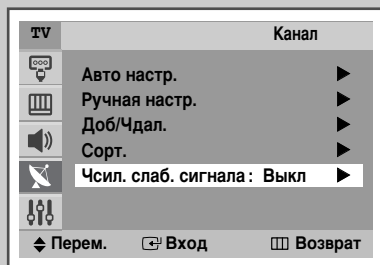 TV Канал
Авто настр.
Ручная настр.
Доб/Чдал.
Сорт.
Чсил. слаб. сигнала : Выкл
Перем. Вход Возврат